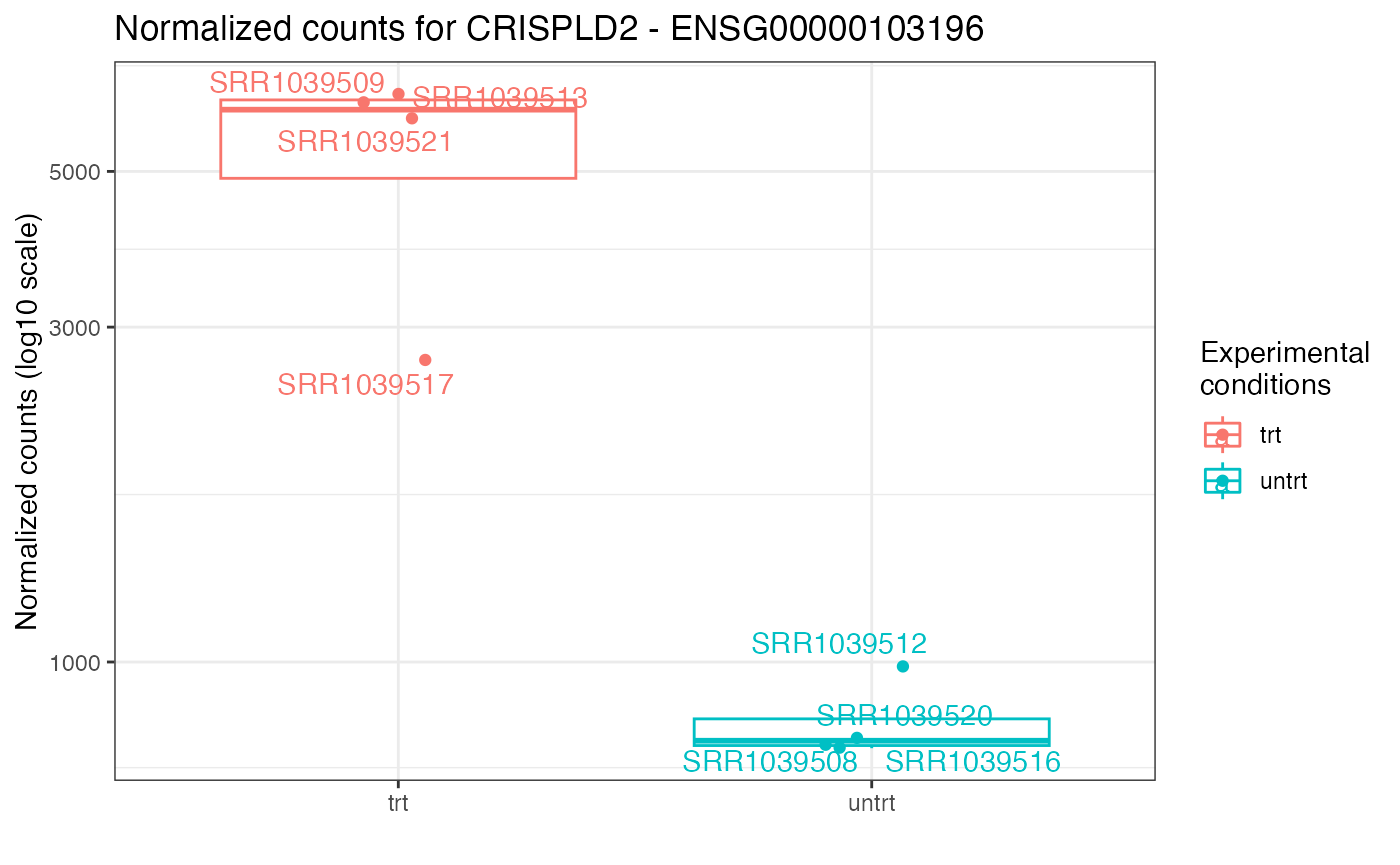 Normalized counts for CRISPLD2 - ENSG00000103196
Normalized counts (log10 scale)
5000
3000
1000
SRR1039509
SRR1039513
SRR1039521
SRR1039517
SRR1039512
SRR1039520
SRR1039508
SRR1039516
trt
untrt
Experimental
conditions
trt
untrt